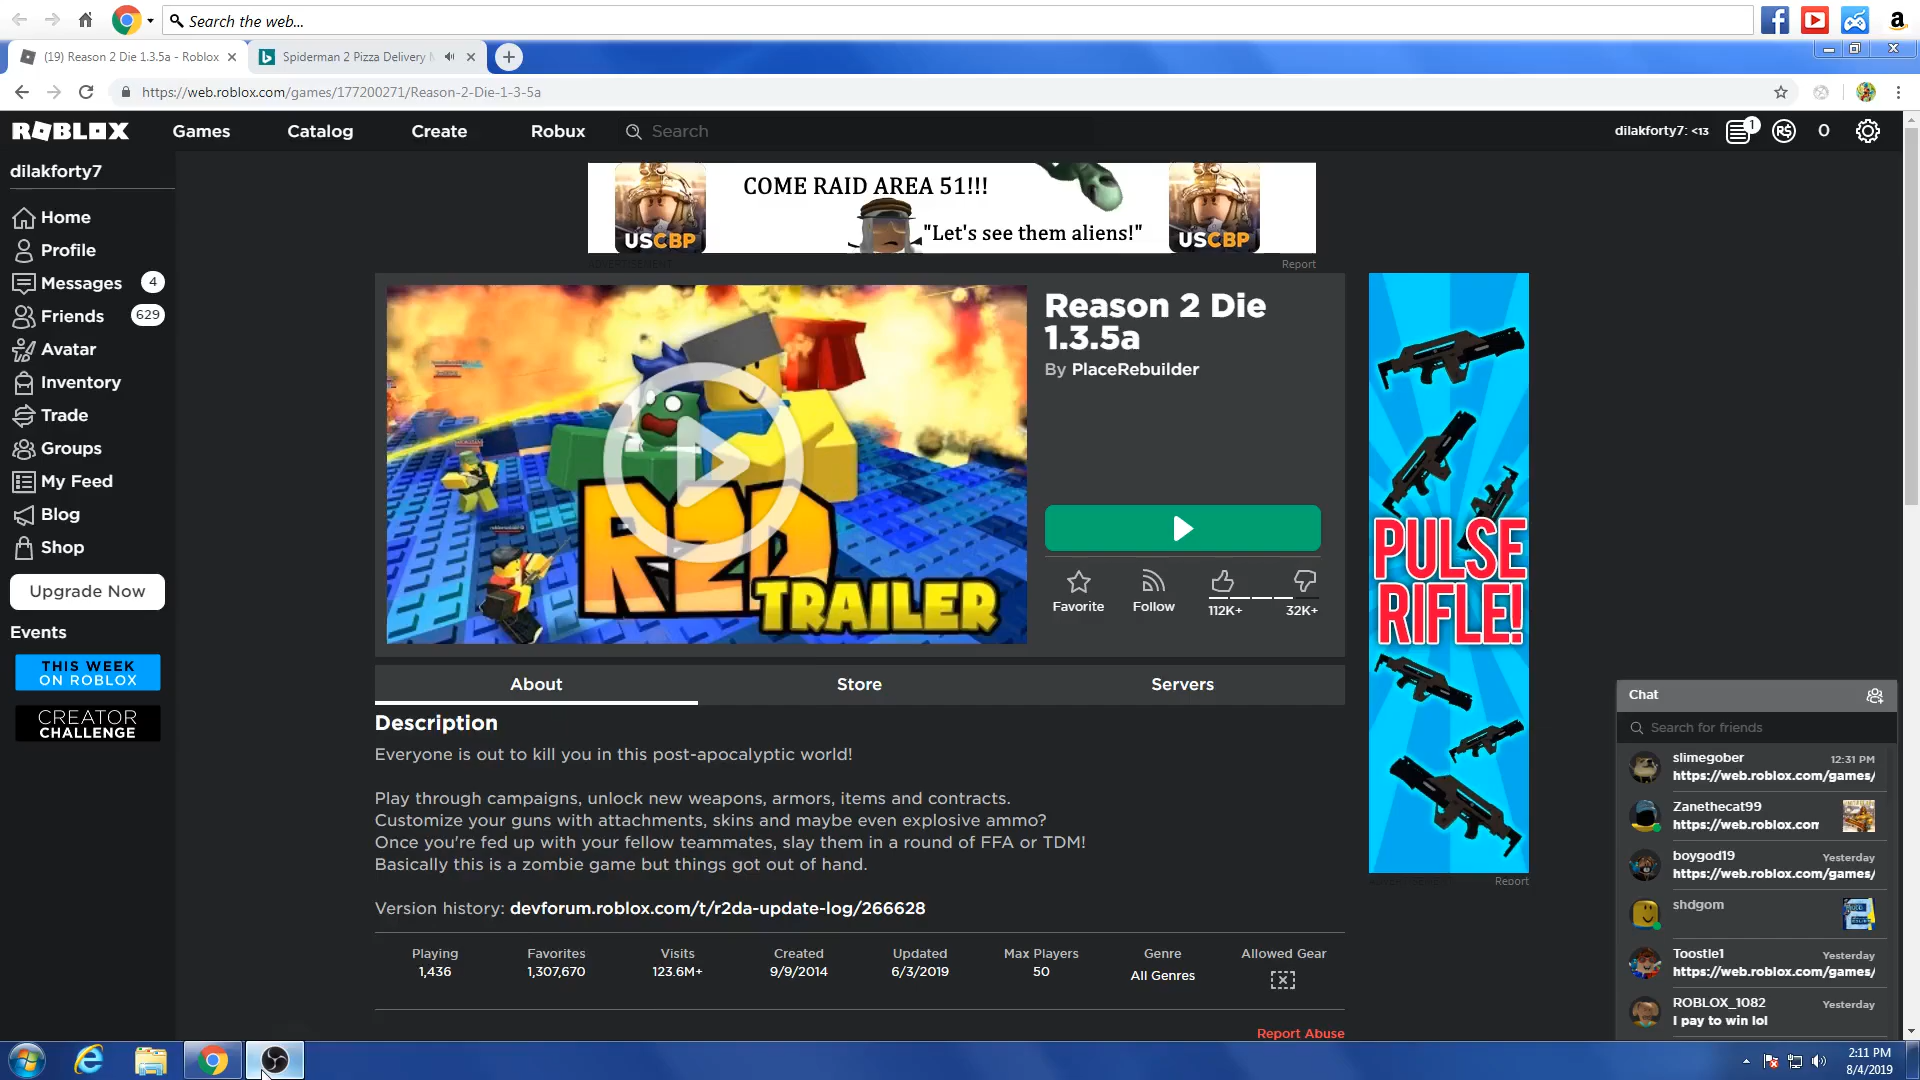 Search the web...
a
(19) Reason 2 Die 1.3.5a - Roblox
Spiderman 2 Pizza Delivery
https://web.roblox.com/games/177200271/Reason-2-Die-1-3-5a
ROBLOX
Games
Catalog
Create
Robux
Search
dilakforty7: <13
1
R$
0
dilakforty7
Home
Profile
Messages
4
Friends
629
Avatar
Inventory
Trade
Groups
My Feed
Blog
Shop
Upgrade Now
Events
THIS WEEK
ON ROBLOX
CREATOR
CHALLENGE
COME RAID AREA 51!!!
"Let's see them aliens!"
USCBP
USCBP
ADVERTISEMENT
Report
R2D
TRAILER
Reason 2 Die
1.3.5a
By PlaceRebuilder
Favorite
Follow
112K+
32K+
PULSE
RIFLE!
ADVERTISEMENT
Report
About
Store
Servers
Description
Everyone is out to kill you in this post-apocalyptic world!
Play through campaigns, unlock new weapons, armors, items and contracts.
Customize your guns with attachments, skins and maybe even explosive ammo?
Once you're fed up with your fellow teammates, slay them in a round of FFA or TDM!
Basically this is a zombie game but things got out of hand.
Version history: devforum.roblox.com/t/r2da-update-log/266628
Playing
1,436
Favorites
1,307,670
Visits
123.6M+
Created
9/9/2014
Updated
6/3/2019
Max Players
50
Genre
All Genres
Allowed Gear
Report Abuse
Chat
Search for friends
slimegober
12:31 PM
https://web.roblox.com/games/
Zanethecat99
https://web.roblox.com
boygod19
Yesterday
https://web.roblox.com/games/
shdgom
Toostle1
Yesterday
https://web.roblox.com/games/
ROBLOX_1082
Yesterday
I pay to win lol
2:11 PM
8/4/2019